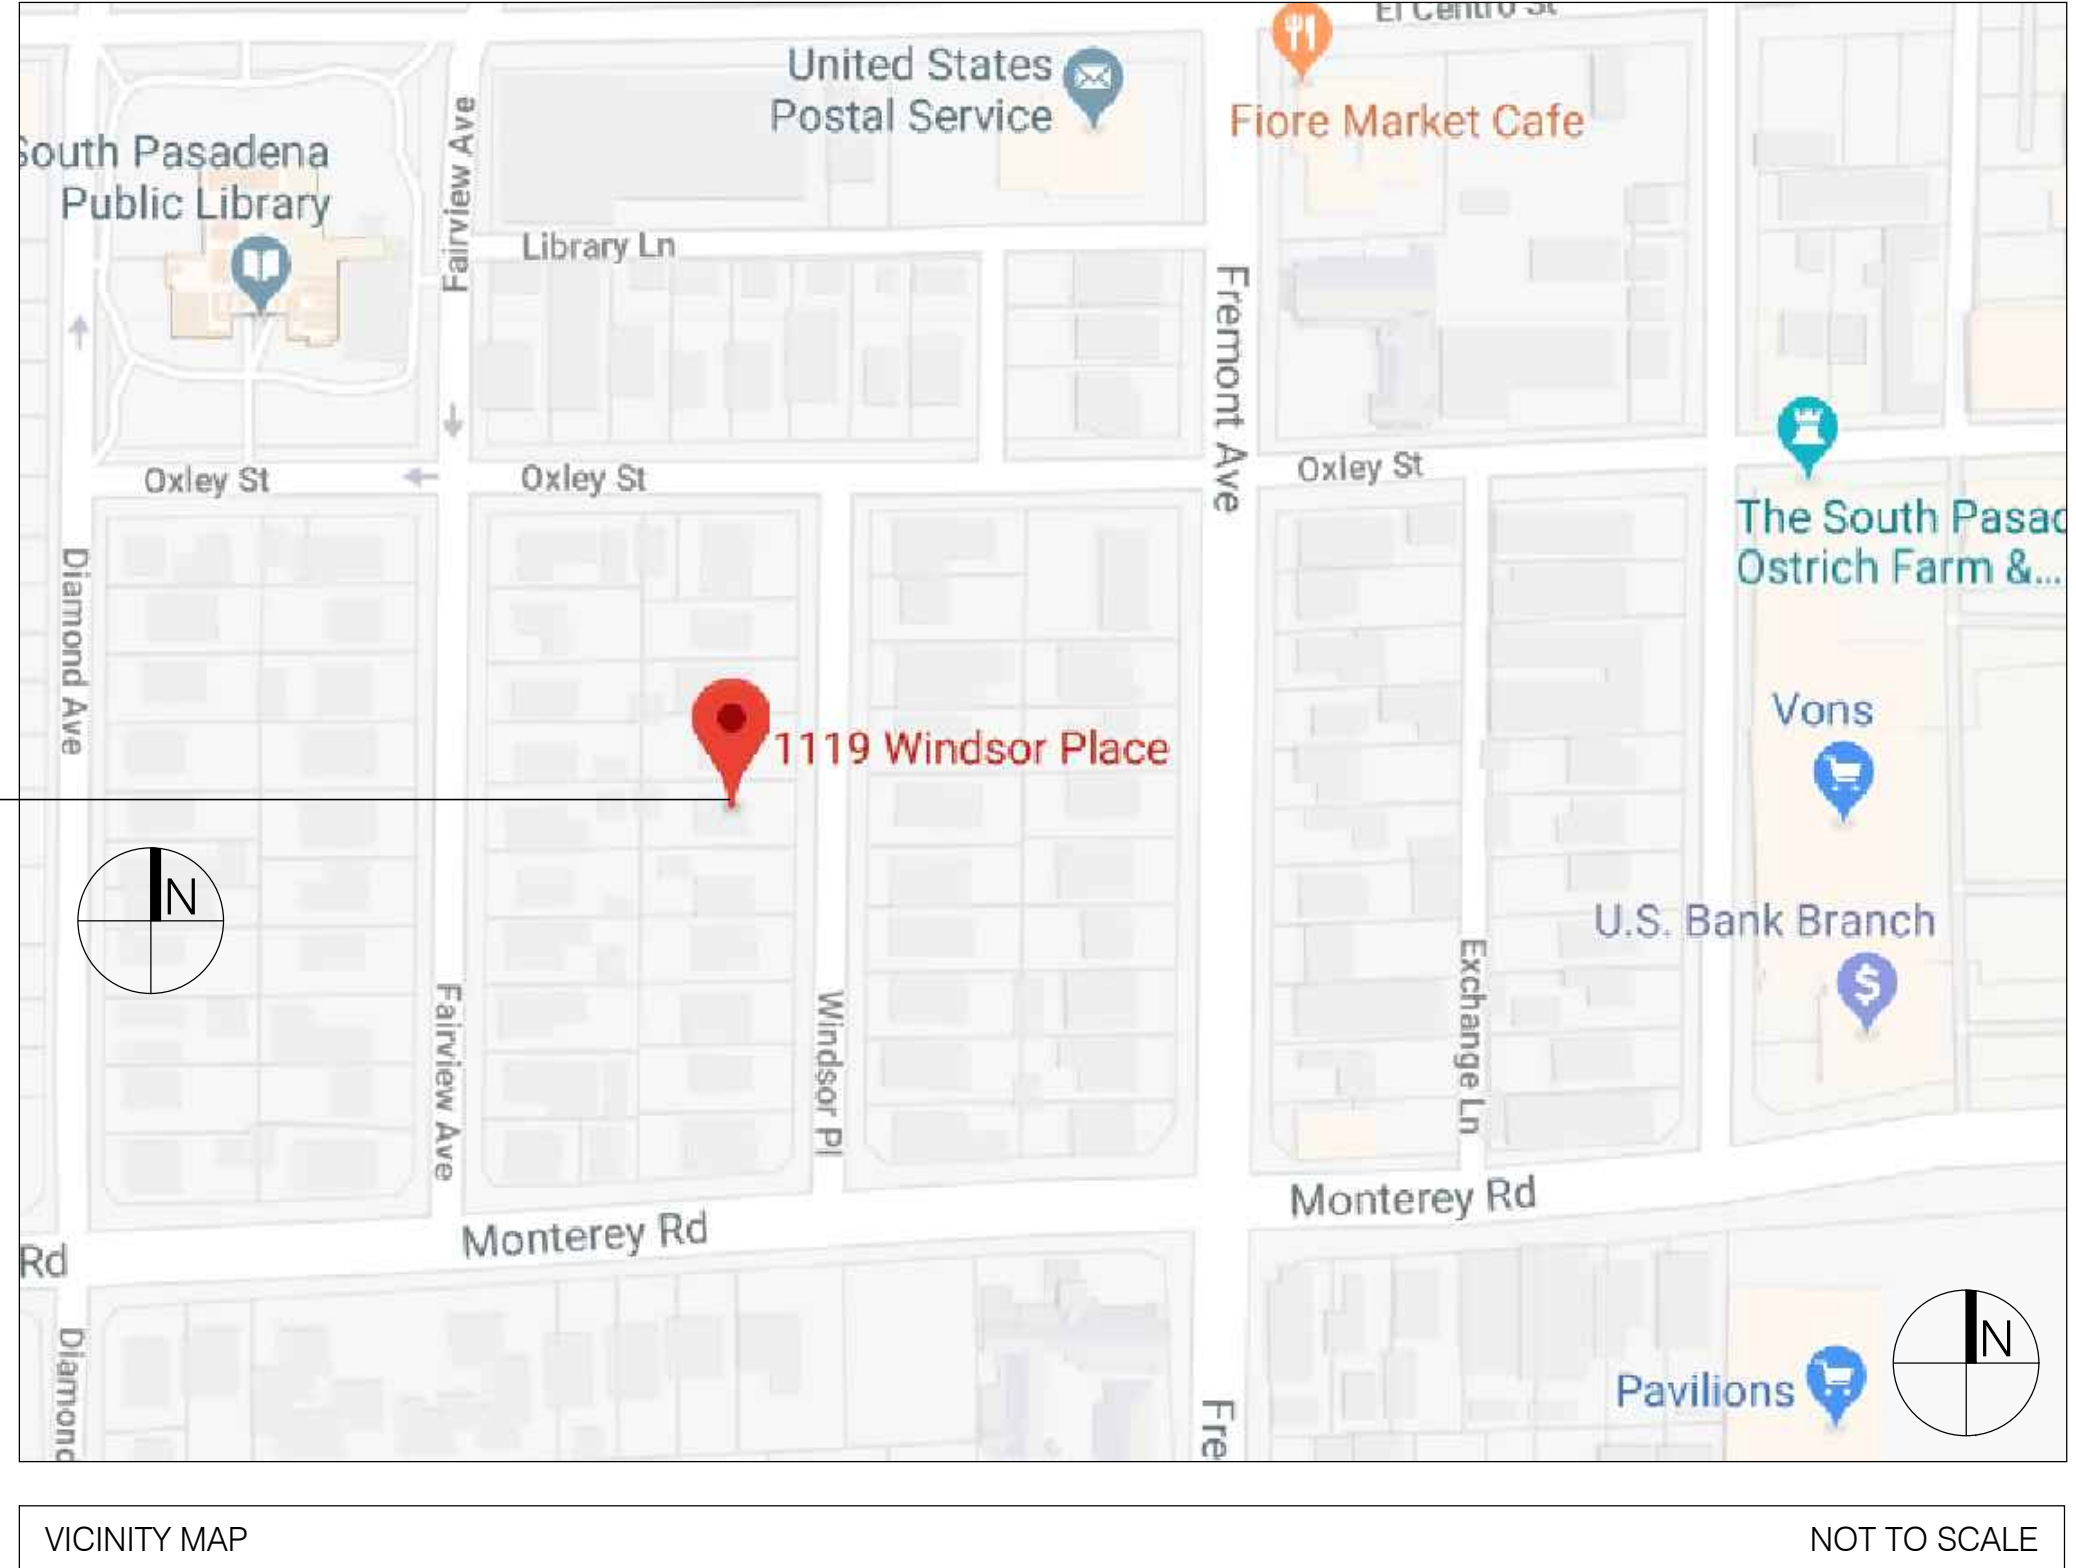 El Centro St
United States
Postal Service
Fiore Market Cafe
South Pasadena
Public Library
Fairview Ave
Library Ln
Fremont Ave
Oxley St
Oxley St
Oxley St
The South Pasad
Ostrich Farm &...
Diamond Ave
1119 Windsor Place
Vons
N
U.S. Bank Branch
Fairview Ave
Windsor Pl
Exchange Ln
Monterey Rd
Monterey Rd
Rd
Diamond
Fre
Pavilions
N
VICINITY MAP
NOT TO SCALE